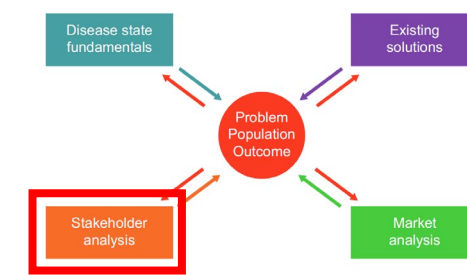 Disease state
fundamentals
Existing
solutions
Problem
Population
Outcome
Stakeholder
analysis
Market
analysis